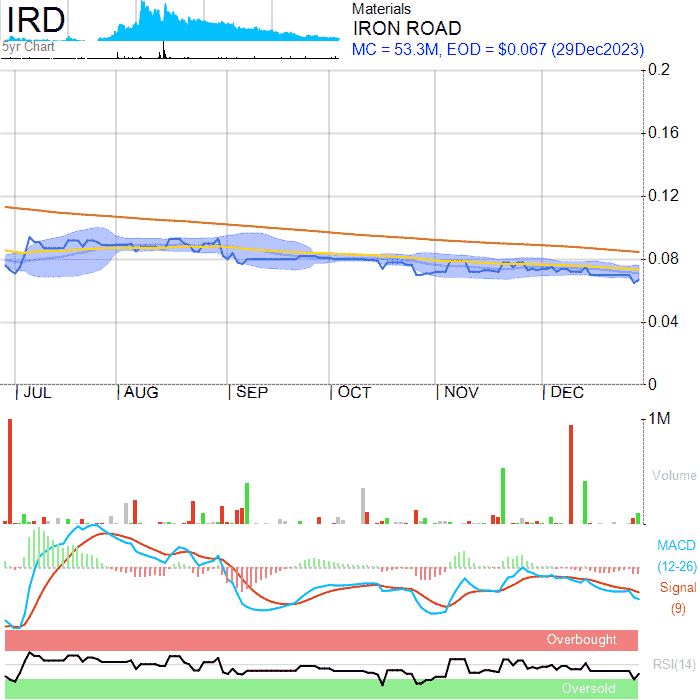 IRD
5yr Chart
Materials
IRON ROAD
MC = 53.3M, EOD = $0.067 (29Dec2023)
0.2
0.16
0.12
0.08
0.04
0
JUL AUG SEP OCT NOV DEC
1M
Volume
MACD
(12-26)
Signal
(9)
Overbought
RSI(14)
Oversold